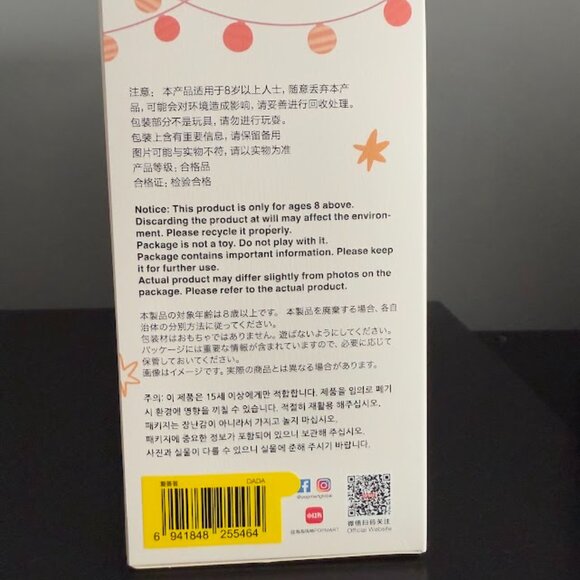 注意： 本产品适用于8岁以上人士，随意丢弃本产
品，可能会对环境造成影响，请妥善进行回收处理。
包装部分不是玩具，请勿进行玩耍。
包装上含有重要信息，请保留备用
图片可能与实物不符，请以实物为准
产品等级：合格品
合格证：检验合格
Notice: This product is only for ages 8 above.
Discarding the product at will may affect the environ-
ment. Please recycle it properly.
Package is not a toy. Do not play with it.
Package contains important information. Please keep
it for further use.
Actual product may differ slightly from photos on the
package. Please refer to the actual product.
本製品の対象年齢は8歳以上です。 本製品を廃棄する場合、各自
治体の分別方法に従ってください。
包装材はおもちゃではありません。遊ばないようにしてください。
パッケージには重要な情報が含まれていますので、必要に応じて
保管しておいてください。
画像はイメージです。実際の商品とは異なる場合があります。
주의: 이 제품은 15세 이상에게만 적합합니다. 제품을 임의로 폐기
시 환경에 영향을 끼칠 수 있습니다. 적절히 재활용 해주십시오.
패키지는 장난감이 아니라서 가지고 놀지 마십시오.
패키지에 중요한 정보가 포함되어 있으니 보관해 주십시오.
사진과 실물이 다를 수 있으니 실물에 준해 주시기 바랍니다.
DADA
6 941848 255464
@popmartglobal
小红书
微信扫码关注
Official Website